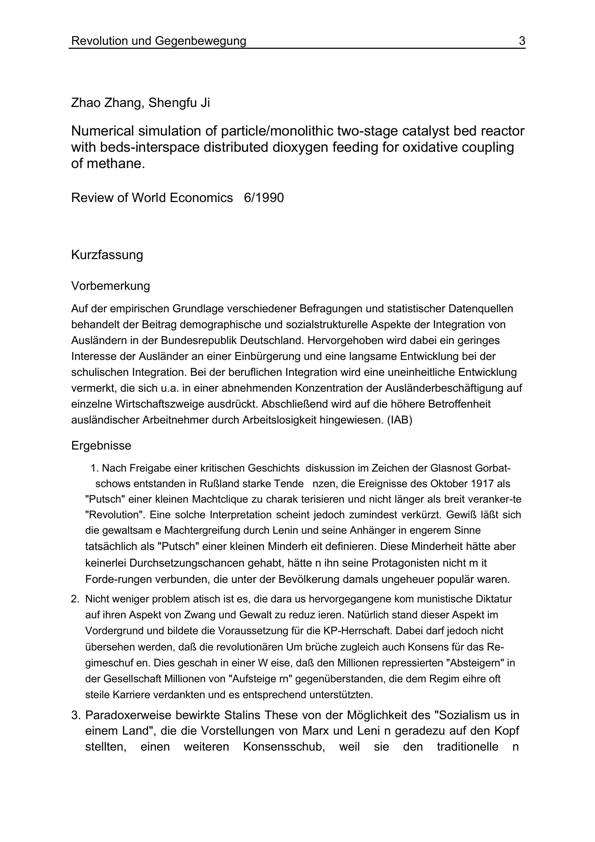 Revolution und Gegenbewegung 3
Zhao Zhang, Shengfu Ji
Numerical simulation of particle/monolithic two-stage catalyst bed reactor
with beds-interspace distributed dioxygen feeding for oxidative coupling
of methane.
Review of World Economics 6/1990
Kurzfassung
Vorbemerkung
Auf der empirischen Grundlage verschiedener Befragungen und statistischer Datenquellen
behandelt der Beitrag demographische und sozialstrukturelle Aspekte der Integration von
Ausländern in der Bundesrepublik Deutschland. Hervorgehoben wird dabei ein geringes
Interesse der Ausländer an einer Einbürgerung und eine langsame Entwicklung bei der
schulischen Integration. Bei der beruflichen Integration wird eine uneinheitliche Entwicklung
vermerkt, die sich u.a. in einer abnehmenden Konzentration der Ausländerbeschäftigung auf
einzelne Wirtschaftszweige ausdrückt. Abschließend wird auf die höhere Betroffenheit
ausländischer Arbeitnehmer durch Arbeitslosigkeit hingewiesen. (IAB)
Ergebnisse
1. Nach Freigabe einer kritischen Geschichts diskussion im Zeichen der Glasnost Gorbat-
schows entstanden in Rußland starke Tende nzen, die Ereignisse des Oktober 1917 als
"Putsch" einer kleinen Machtclique zu charak terisieren und nicht länger als breit veranker-te
"Revolution". Eine solche Interpretation scheint jedoch zumindest verkürzt. Gewiß läßt sich
die gewaltsam e Machtergreifung durch Lenin und seine Anhänger in engerem Sinne
tatsächlich als "Putsch" einer kleinen Minderh eit definieren. Diese Minderheit hätte aber
keinerlei Durchsetzungschancen gehabt, hätte n ihn seine Protagonisten nicht m it
Forde-rungen verbunden, die unter der Bevölkerung damals ungeheuer populär waren.
2. Nicht weniger problem atisch ist es, die dara us hervorgegangene kom munistische Diktatur
auf ihren Aspekt von Zwang und Gewalt zu reduz ieren. Natürlich stand dieser Aspekt im
Vordergrund und bildete die Voraussetzung für die KP-Herrschaft. Dabei darf jedoch nicht
übersehen werden, daß die revolutionären Um brüche zugleich auch Konsens für das Re-
gimeschuf en. Dies geschah in einer W eise, daß den Millionen repressierten "Absteigern" in
der Gesellschaft Millionen von "Aufsteige rn" gegenüberstanden, die dem Regim eihre oft
steile Karriere verdankten und es entsprechend unterstützten.
3. Paradoxerweise bewirkte Stalins These von der Möglichkeit des "Sozialism us in
einem Land", die die Vorstellungen von Marx und Leni n geradezu auf den Kopf
stellten, einen weiteren Konsensschub, weil sie den traditionelle n